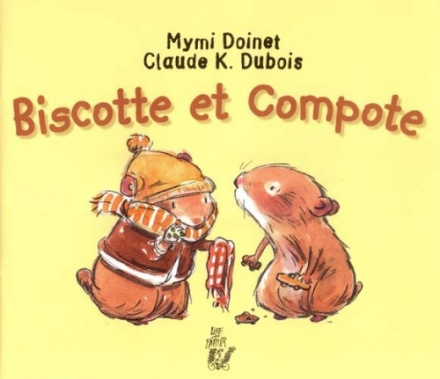 Mymi Doinet
Claude K. Dubois
Biscotte et Compote